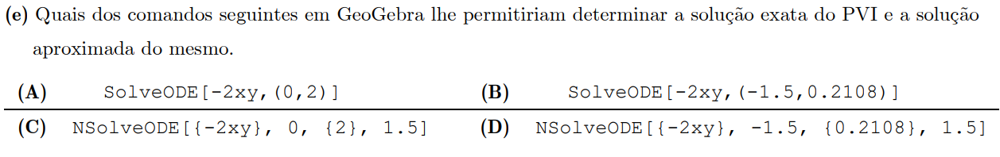 (e) Quais dos comandos seguintes em GeoGebra lhe permitiriam determinar a solução exata do PVI e a solução
aproximada do mesmo.
(A) SolveODE[-2xy,(0,2)] (B) SolveODE[-2xy,(-1.5,0.2108)]
(C) NSolveODE[{-2xy}, 0, {2}, 1.5] (D) NSolveODE[{-2xy}, -1.5, {0.2108}, 1.5]